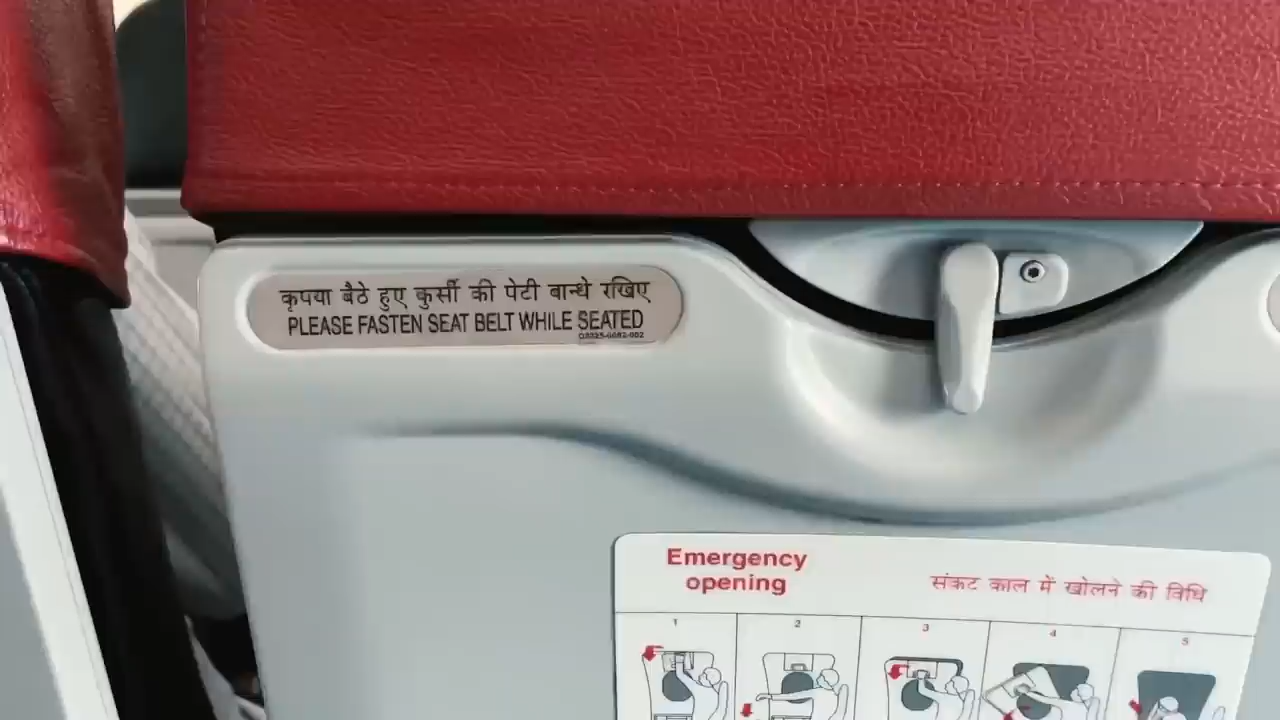 कृपया बैठे हुए कुर्सी की पेटी बान्धे रखिए
PLEASE FASTEN SEAT BELT WHILE SEATED
Emergency
opening
संकट काल में खोलने की विधि
1 2 3 4 5